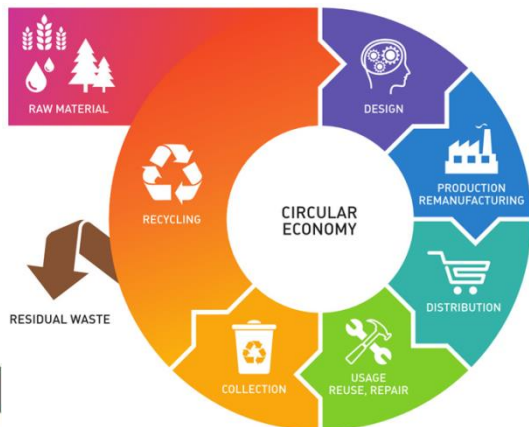 RAW MATERIAL
DESIGN
PRODUCTION
REMANUFACTURING
DISTRIBUTION
USAGE
REUSE, REPAIR
COLLECTION
RECYCLING
RESIDUAL WASTE
CIRCULAR
ECONOMY